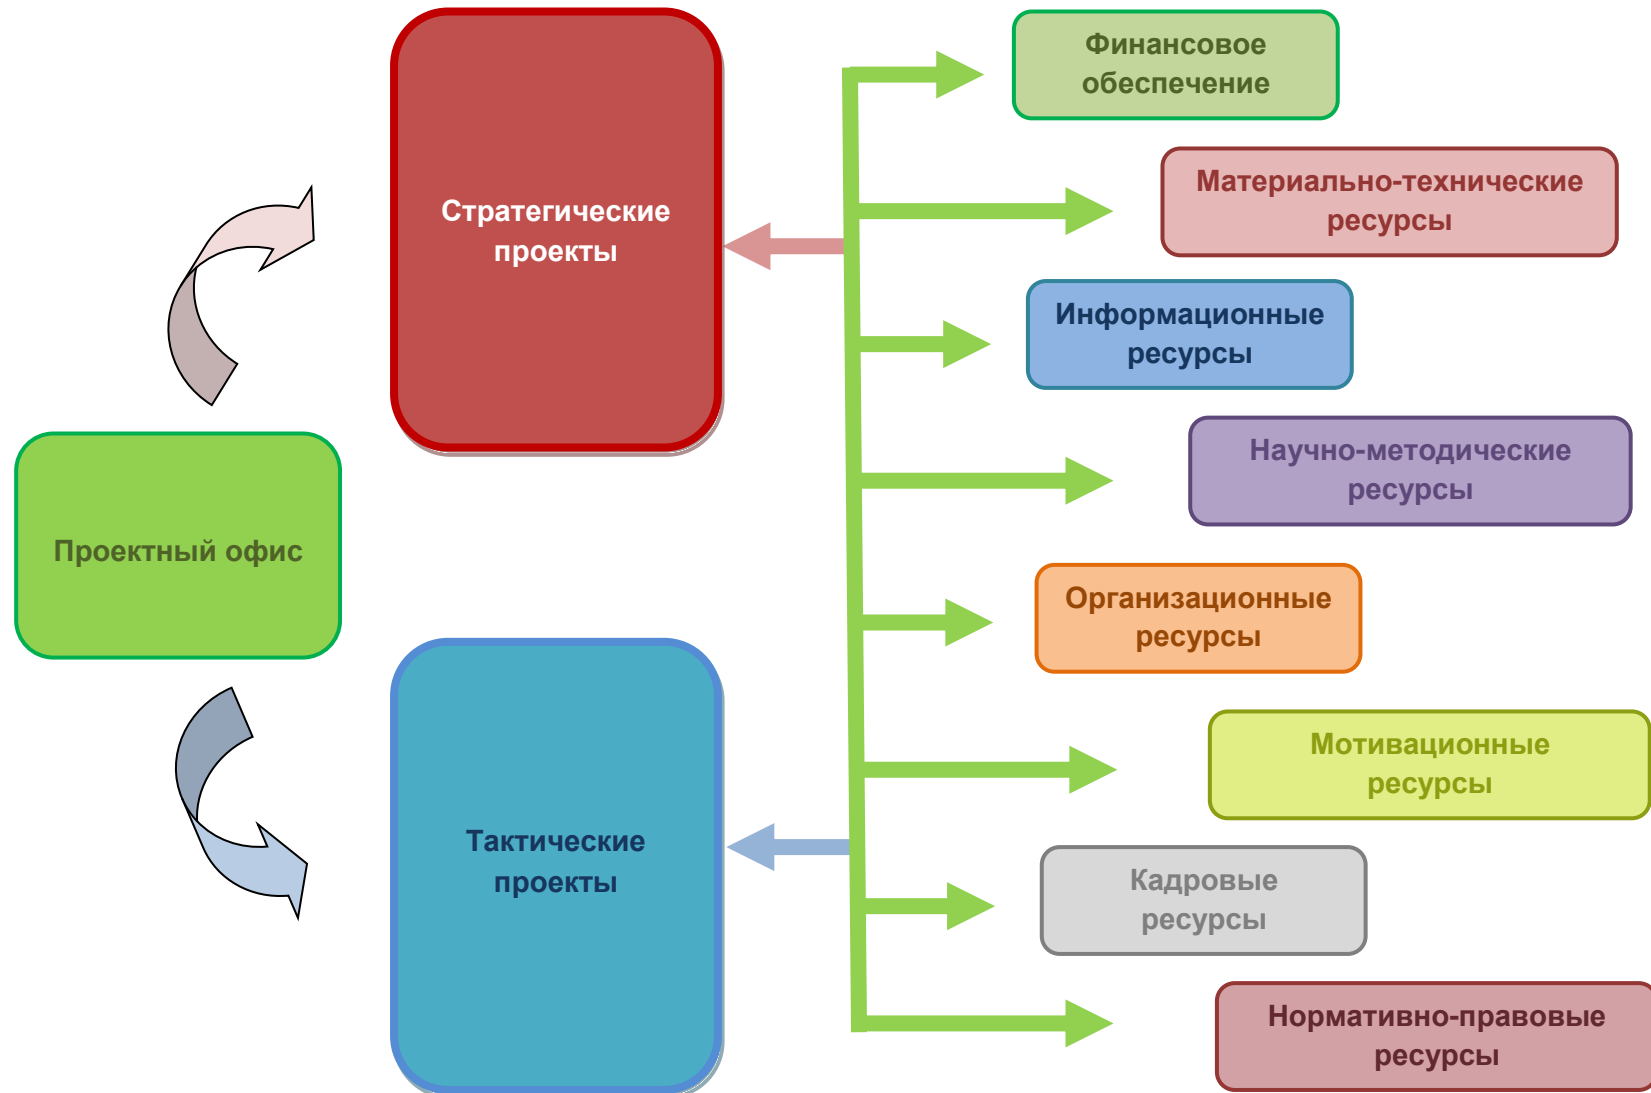 Финансовое
обеспечение
Материально-технические
ресурсы
Стратегические
проекты
Информационные
ресурсы
Научно-методические
ресурсы
Проектный офис
Организационные
ресурсы
Мотивационные
ресурсы
Тактические
проекты
Кадровые
ресурсы
Нормативно-правовые
ресурсы